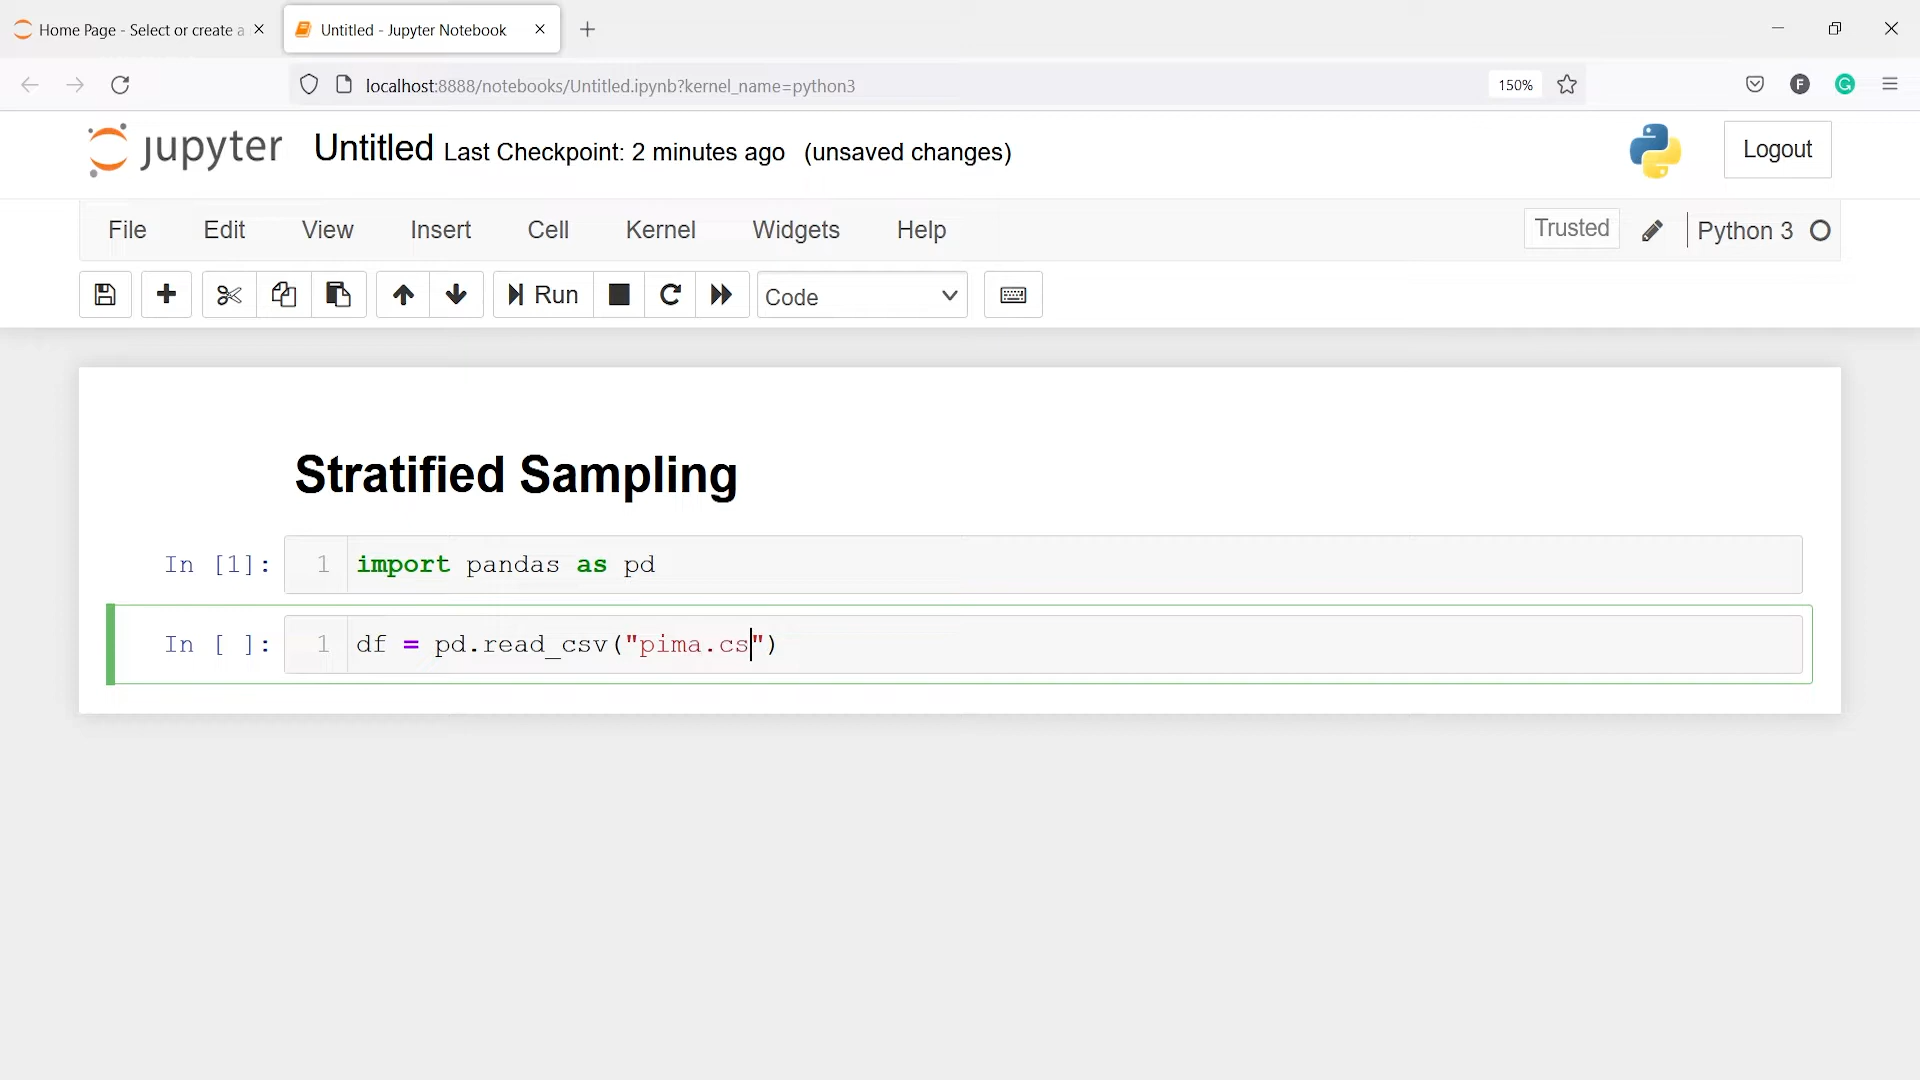 Home Page - Select or create a
Untitled - Jupyter Notebook
localhost:8888/notebooks/Untitled.ipynb?kernel_name=python3
150%
F
G
jupyter
Untitled Last Checkpoint: 2 minutes ago (unsaved changes)
Logout
File Edit View Insert Cell Kernel Widgets Help
Trusted
Python 3
Run
Code
Stratified Sampling
In [1]: 1 import pandas as pd
In [ ]: 1 df = pd.read_csv("pima.cs")